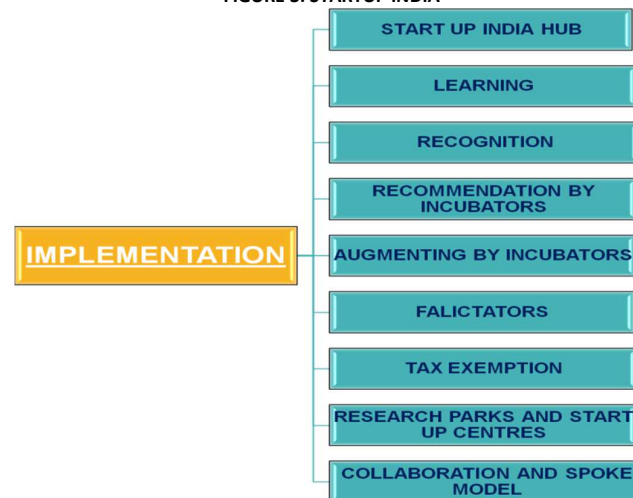 START UP INDIA HUB
LEARNING
RECOGNITION
RECOMMENDATION BY
INCUBATORS
IMPLEMENTATION
AUGMENTING BY INCUBATORS
FALICTATORS
TAX EXEMPTION
RESEARCH PARKS AND START
UP CENTRES
COLLABORATION AND SPOKE
MODEL